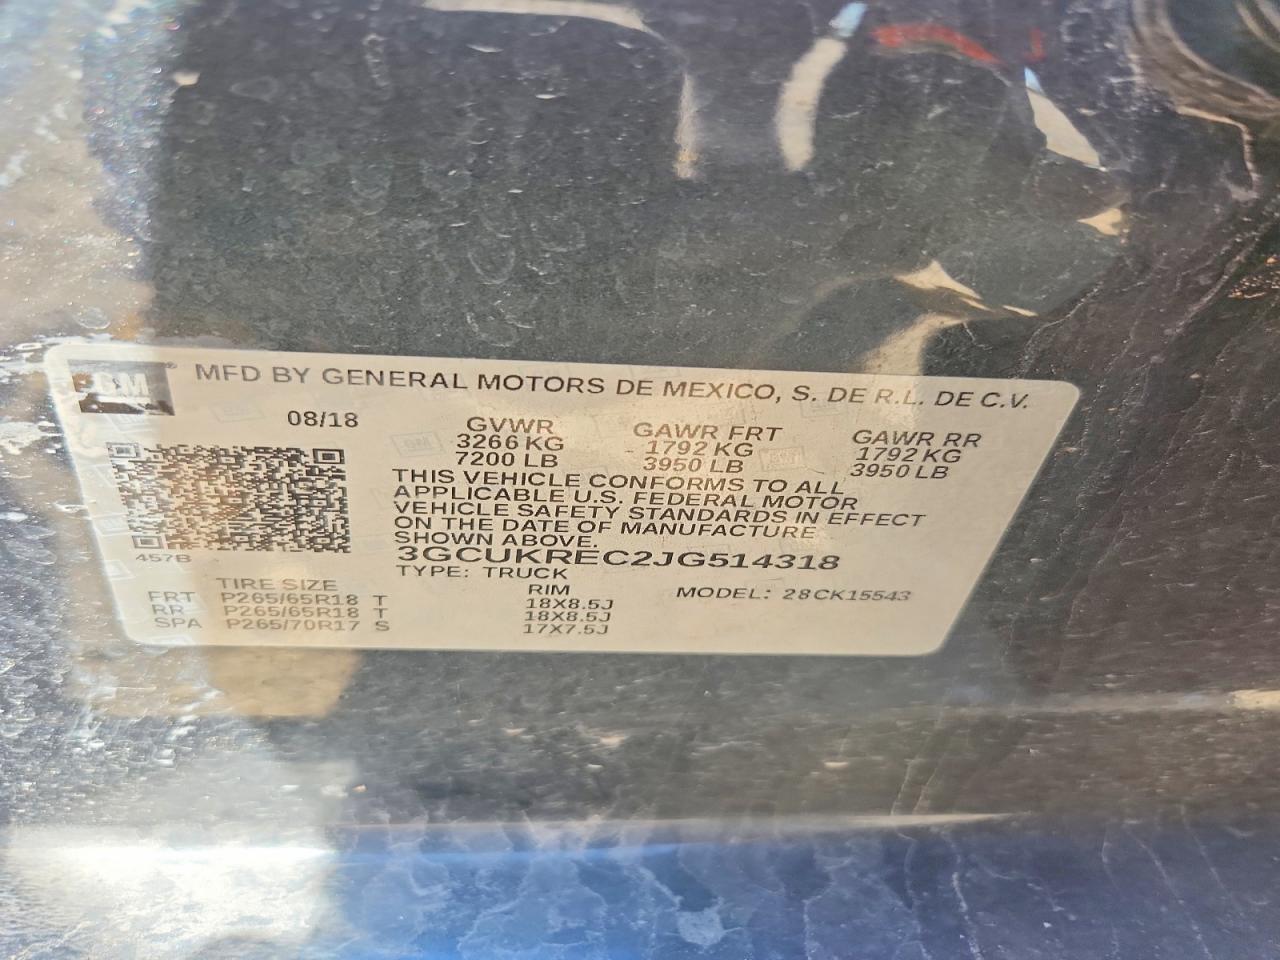 GM ® MFD BY GENERAL MOTORS DE MEXICO, S. DE R.L. DE C.V.
08/18 GVWR GAWR FRT GAWR RR
3266 KG 1792 KG 1792 KG
7200 LB 3950 LB 3950 LB
THIS VEHICLE CONFORMS TO ALL
APPLICABLE U.S. FEDERAL MOTOR
VEHICLE SAFETY STANDARDS IN EFFECT
ON THE DATE OF MANUFACTURE
SHOWN ABOVE.
457B 3GCUKREC2JG514318
TYPE: TRUCK
TIRE SIZE RIM MODEL: 28CK15543
FRT P265/65R18 T 18X8.5J
RR P265/65R18 T 18X8.5J
SPA P265/70R17 S 17X7.5J